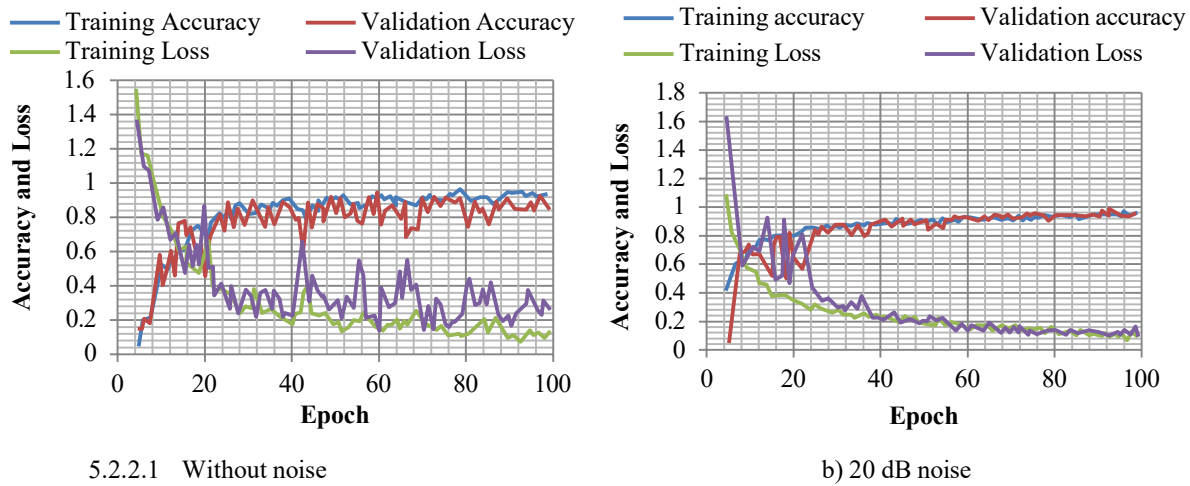 Training Accuracy
Validation Accuracy
Training Loss
Validation Loss
Accuracy and Loss
1.6
1.4
1.2
1
0.8
0.6
0.4
0.2
0
0 20 40 60 80 100
Epoch
5.2.2.1 Without noise
Training accuracy
Validation accuracy
Training Loss
Validation Loss
Accuracy and Loss
1.8
1.6
1.4
1.2
1
0.8
0.6
0.4
0.2
0
0 20 40 60 80 100
Epoch
b) 20 dB noise